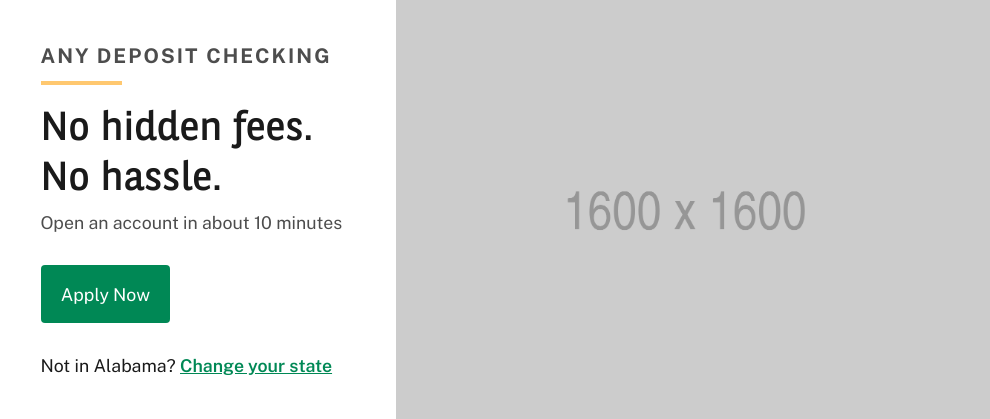 ANY DEPOSIT CHECKING
No hidden fees.
No hassle.
Open an account in about 10 minutes
Apply Now
Not in Alabama? Change your state
1600 x 1600